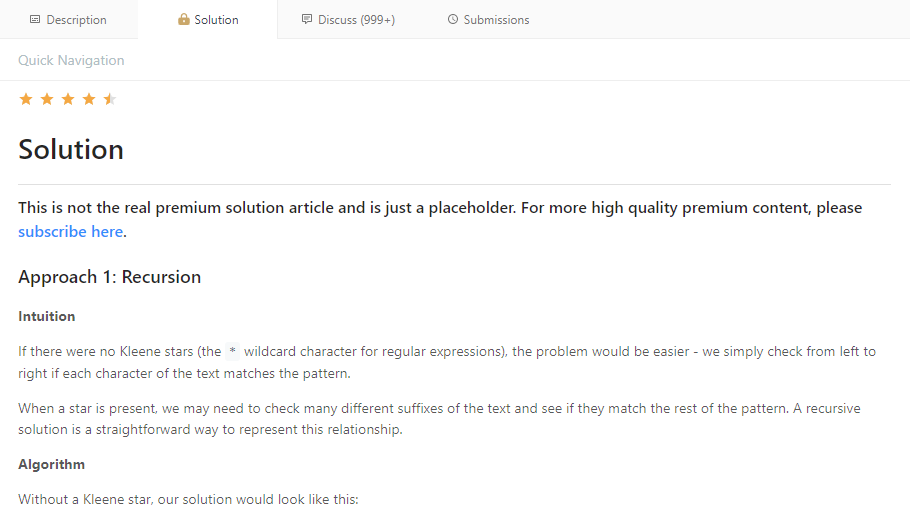 Description Solution Discuss (999+) Submissions
Quick Navigation
Solution
This is not the real premium solution article and is just a placeholder. For more high quality premium content, please
subscribe here.
Approach 1: Recursion
Intuition
If there were no Kleene stars (the * wildcard character for regular expressions), the problem would be easier - we simply check from left to
right if each character of the text matches the pattern.
When a star is present, we may need to check many different suffixes of the text and see if they match the rest of the pattern. A recursive
solution is a straightforward way to represent this relationship.
Algorithm
Without a Kleene star, our solution would look like this: